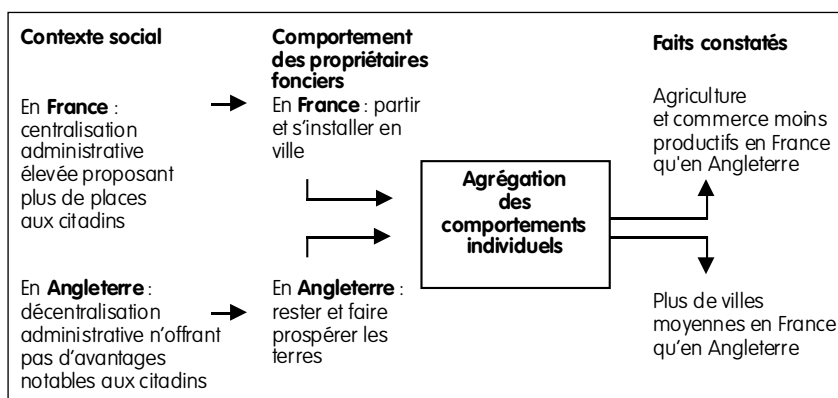 Contexte social
En France :
centralisation
administrative
élevée proposant
plus de places
aux citadins
En Angleterre :
décentralisation
administrative n'offrant
pas d'avantages
notables aux citadins
Comportement
des propriétaires
fonciers
En France : partir
et s'installer en
ville
En Angleterre :
rester et faire
prospérer les
terres
Agrégation
des
comportements
individuels
Faits constatés
Agriculture
et commerce moins
productifs en France
qu'en Angleterre
Plus de villes
moyennes en France
qu'en Angleterre